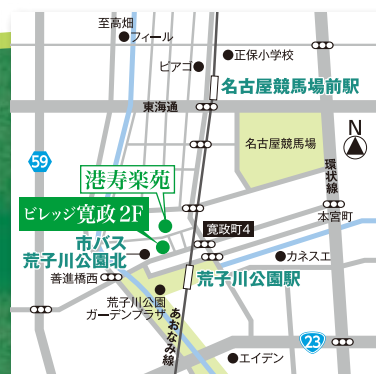 至高畑
フィール
正保小学校
ピアゴ
名古屋競馬場前駅
東海通
名古屋競馬場
N
59
環状線
港寿楽苑
ビレッジ寛政2F
本宮町
寛政町4
市バス
荒子川公園北
カネスエ
善進橋西
荒子川公園駅
荒子川公園
ガーデンプラザ
あおなみ線
23
エイデン